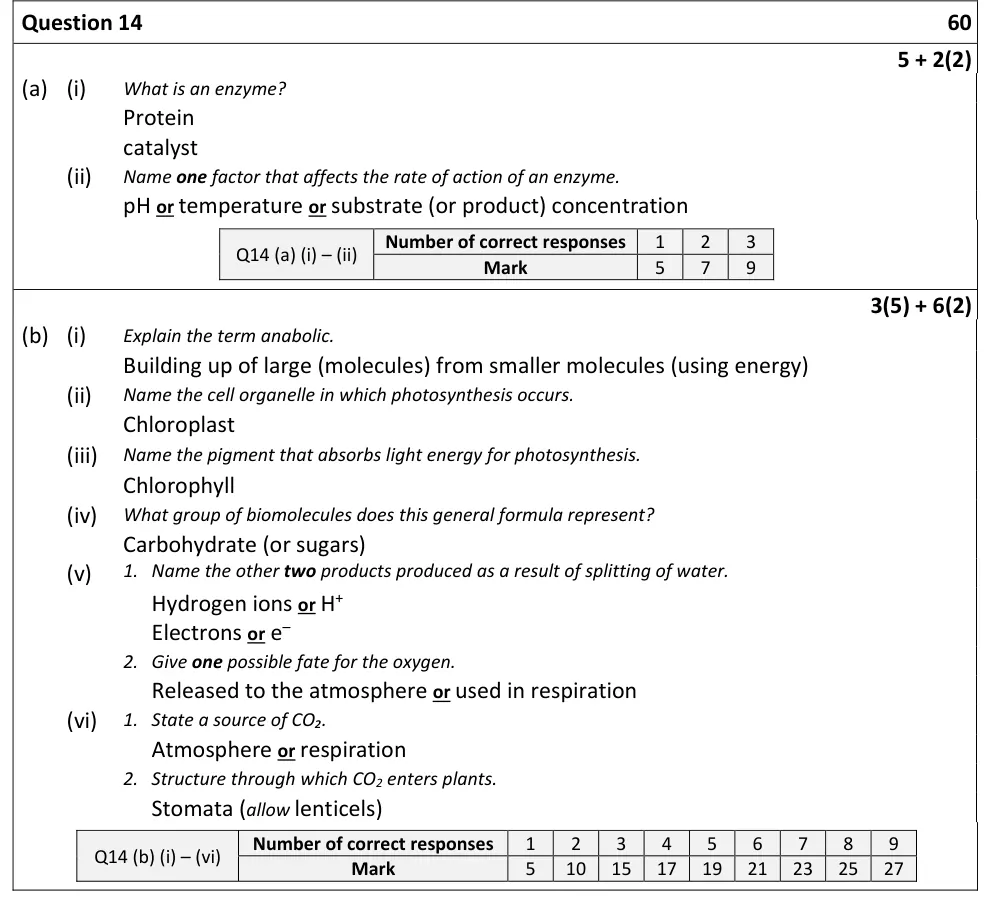 Question 14 60
5 + 2(2)
(a) (i) What is an enzyme?
Protein
catalyst
(ii) Name one factor that affects the rate of action of an enzyme.
pH or temperature or substrate (or product) concentration
Q14 (a) (i) – (ii)
Number of correct responses 1 2 3
Mark 5 7 9
3(5) + 6(2)
(b) (i) Explain the term anabolic.
Building up of large (molecules) from smaller molecules (using energy)
(ii) Name the cell organelle in which photosynthesis occurs.
Chloroplast
(iii) Name the pigment that absorbs light energy for photosynthesis.
Chlorophyll
(iv) What group of biomolecules does this general formula represent?
Carbohydrate (or sugars)
(v) 1. Name the other two products produced as a result of splitting of water.
Hydrogen ions or H⁺
Electrons or e⁻
2. Give one possible fate for the oxygen.
Released to the atmosphere or used in respiration
(vi) 1. State a source of CO₂.
Atmosphere or respiration
2. Structure through which CO₂ enters plants.
Stomata (allow lenticels)
Q14 (b) (i) – (vi)
Number of correct responses 1 2 3 4 5 6 7 8 9
Mark 5 10 15 17 19 21 23 25 27